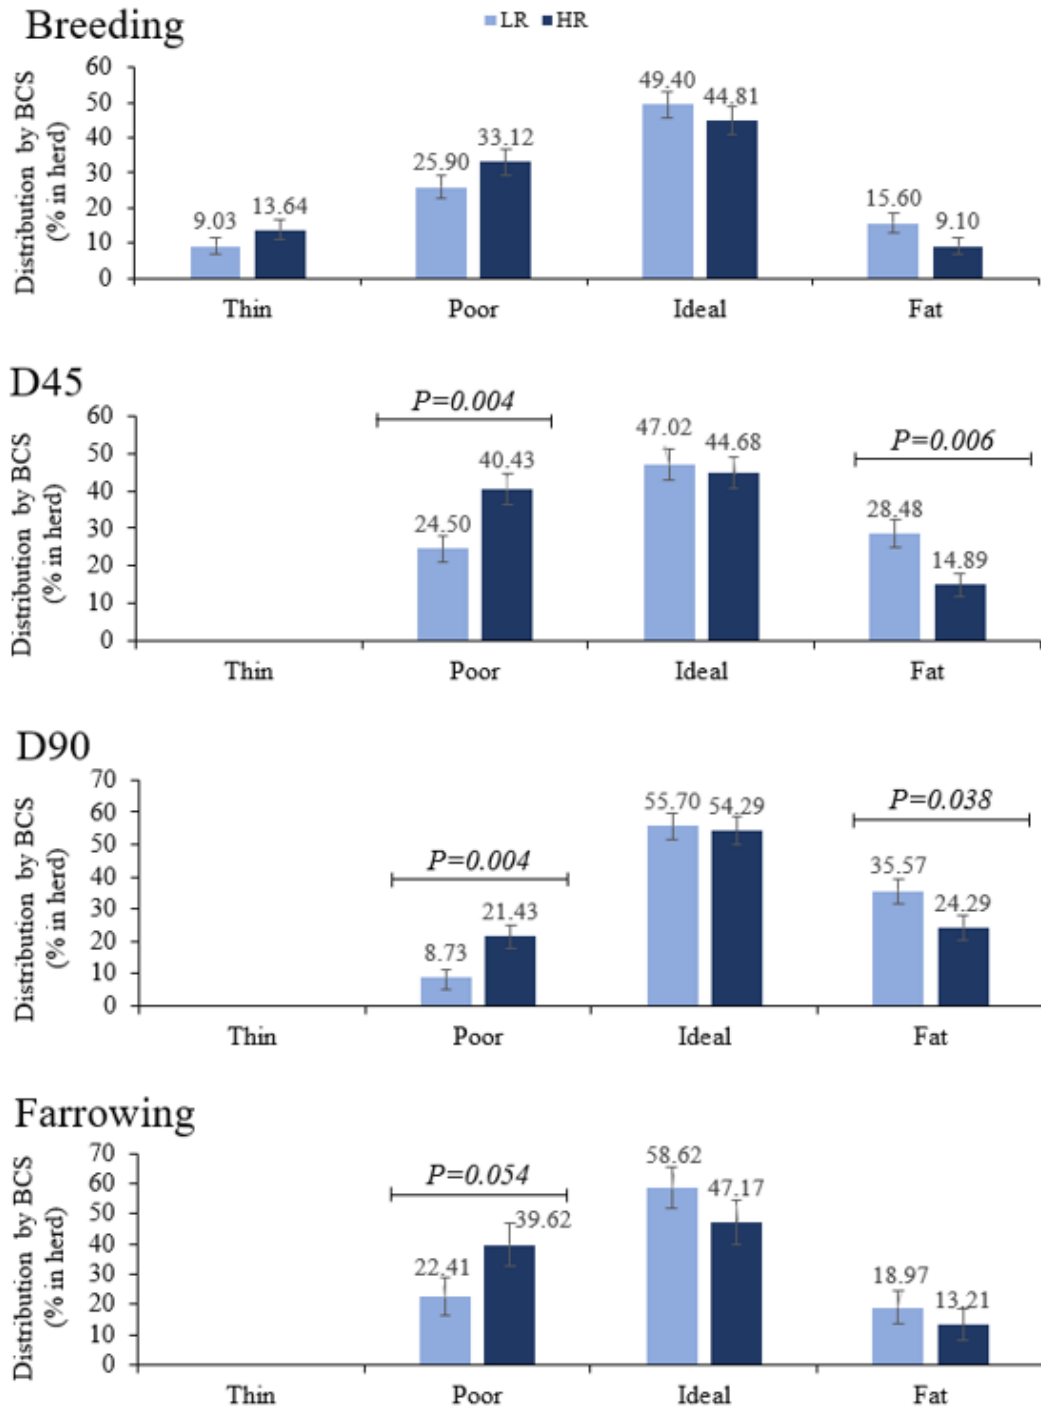 Breeding
LR HR
Distribution by BCS
(% in herd)
60
50
40
30
20
10
0
9.03 13.64 25.90 33.12 49.40 44.81 15.60 9.10
Thin Poor Ideal Fat
D45
Distribution by BCS
(% in herd)
60
50
40
30
20
10
0
P=0.004
P=0.006
24.50 40.43 47.02 44.68 28.48 14.89
Thin Poor Ideal Fat
D90
Distribution by BCS
(% in herd)
70
60
50
40
30
20
10
0
P=0.004
P=0.038
8.73 21.43 55.70 54.29 35.57 24.29
Thin Poor Ideal Fat
Farrowing
Distribution by BCS
(% in herd)
70
60
50
40
30
20
10
0
P=0.054
22.41 39.62 58.62 47.17 18.97 13.21
Thin Poor Ideal Fat